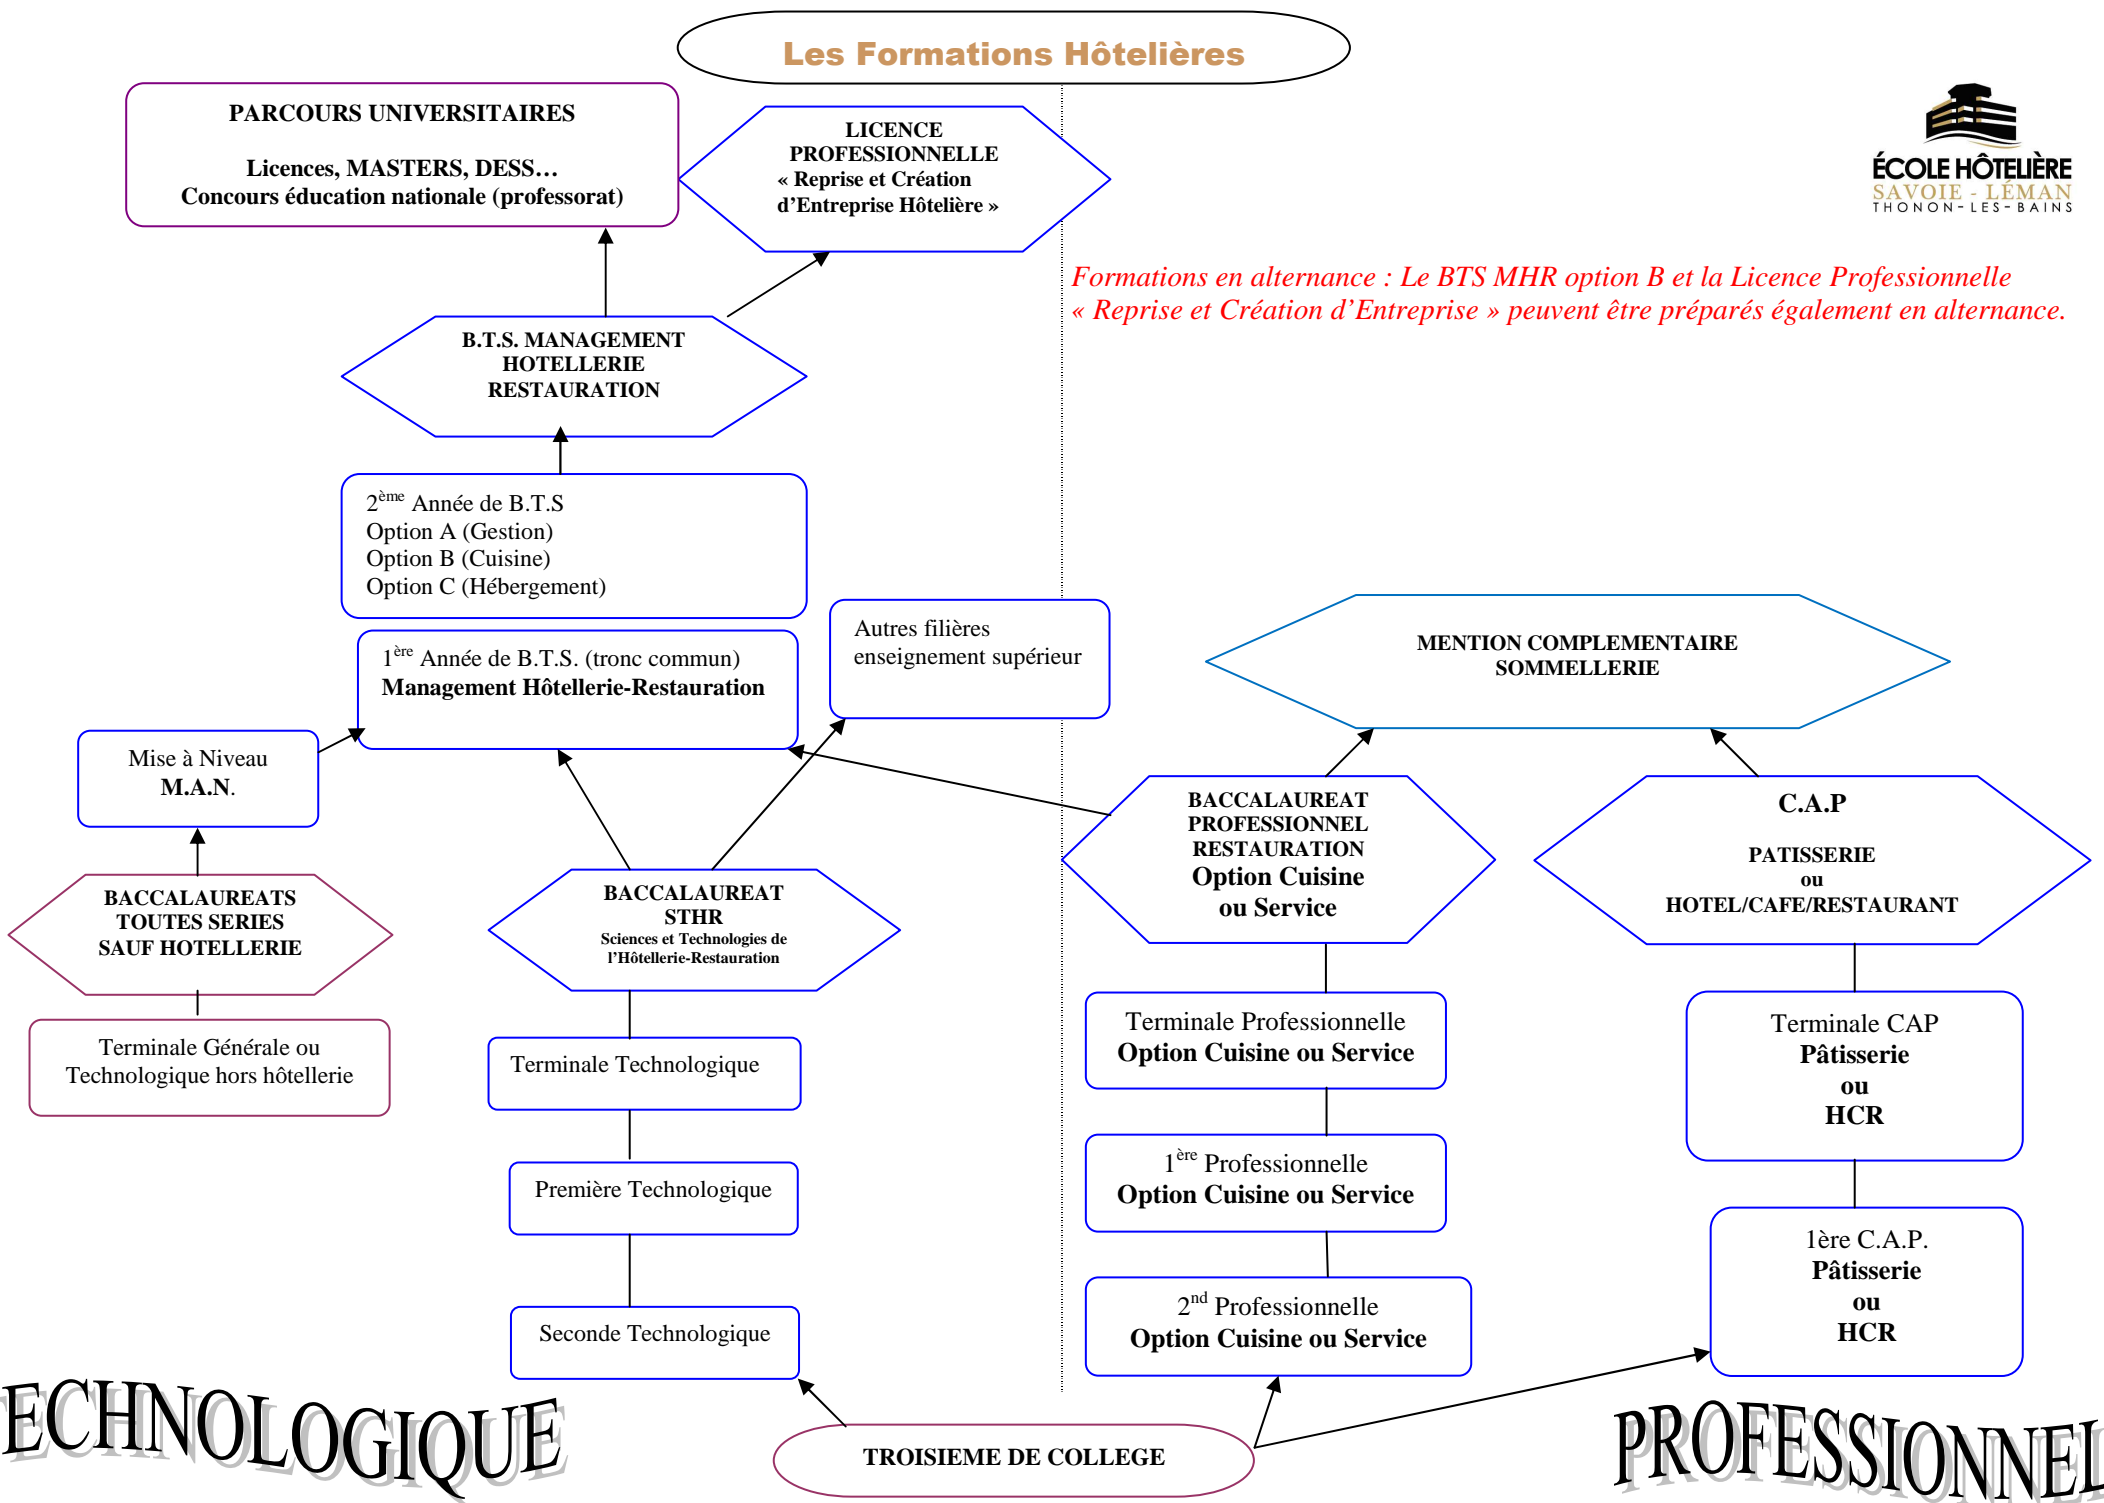 Les Formations Hôtelières
PARCOURS UNIVERSITAIRES
Licences, MASTERS, DESS…
Concours éducation nationale (professorat)
LICENCE
PROFESSIONNELLE
« Reprise et Création
d’Entreprise Hôtelière »
ÉCOLE HÔTELIÈRE
SAVOIE - LÉMAN
THONON-LES-BAINS
Formations en alternance : Le BTS MHR option B et la Licence Professionnelle
« Reprise et Création d’Entreprise » peuvent être préparés également en alternance.
B.T.S. MANAGEMENT
HOTELLERIE
RESTAURATION
2ème Année de B.T.S
Option A (Gestion)
Option B (Cuisine)
Option C (Hébergement)
1ère Année de B.T.S. (tronc commun)
Management Hôtellerie-Restauration
Autres filières
enseignement supérieur
MENTION COMPLEMENTAIRE
SOMMELLERIE
Mise à Niveau
M.A.N.
BACCALAUREATS
TOUTES SERIES
SAUF HOTELLERIE
Terminale Générale ou
Technologique hors hôtellerie
BACCALAUREAT
STHR
Sciences et Technologies de
l’Hôtellerie-Restauration
Terminale Technologique
Première Technologique
Seconde Technologique
BACCALAUREAT
PROFESSIONNEL
RESTAURATION
Option Cuisine
ou Service
Terminale Professionnelle
Option Cuisine ou Service
1ère Professionnelle
Option Cuisine ou Service
2nd Professionnelle
Option Cuisine ou Service
C.A.P
PATISSERIE
ou
HOTEL/CAFE/RESTAURANT
Terminale CAP
Pâtisserie
ou
HCR
1ère C.A.P.
Pâtisserie
ou
HCR
ECHNOLOGIQUE
TROISIEME DE COLLEGE
PROFESSIONNEL